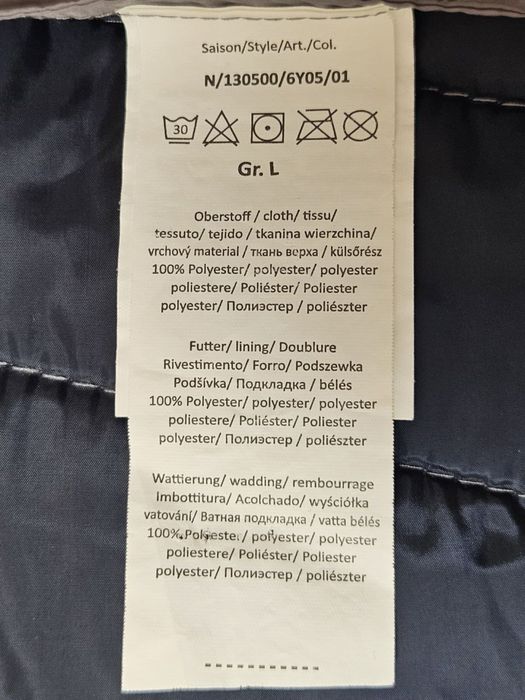 Saison/Style/Art./Col.
N/130500/6Y05/01
30
Gr. L
Oberstoff / cloth/ tissu/
tessuto/ tejido / tkanina wierzchina/
vrchový material / ткань верха / külsőrész
100% Polyester/ polyester/ polyester
poliestere/ Poliéster/ Poliester
polyester/ Полиэстер / poliészter
Futter/ lining/ Doublure
Rivestimento/ Forro/ Podszewka
Podšívka/ Подкладка / bélés
100% Polyester/ polyester/ polyester
poliestere/ Poliéster/ Poliester
polyester/ Полиэстер / poliészter
Wattierung/ wadding/ rembourrage
Imbottitura/ Acolchado/ wyściółka
vatování/ Ватная подкладка / vatta bélés
100% Polyester/ polyester/ polyester
poliestere/ Poliéster/ Poliester
polyester/ Полиэстер / poliészter